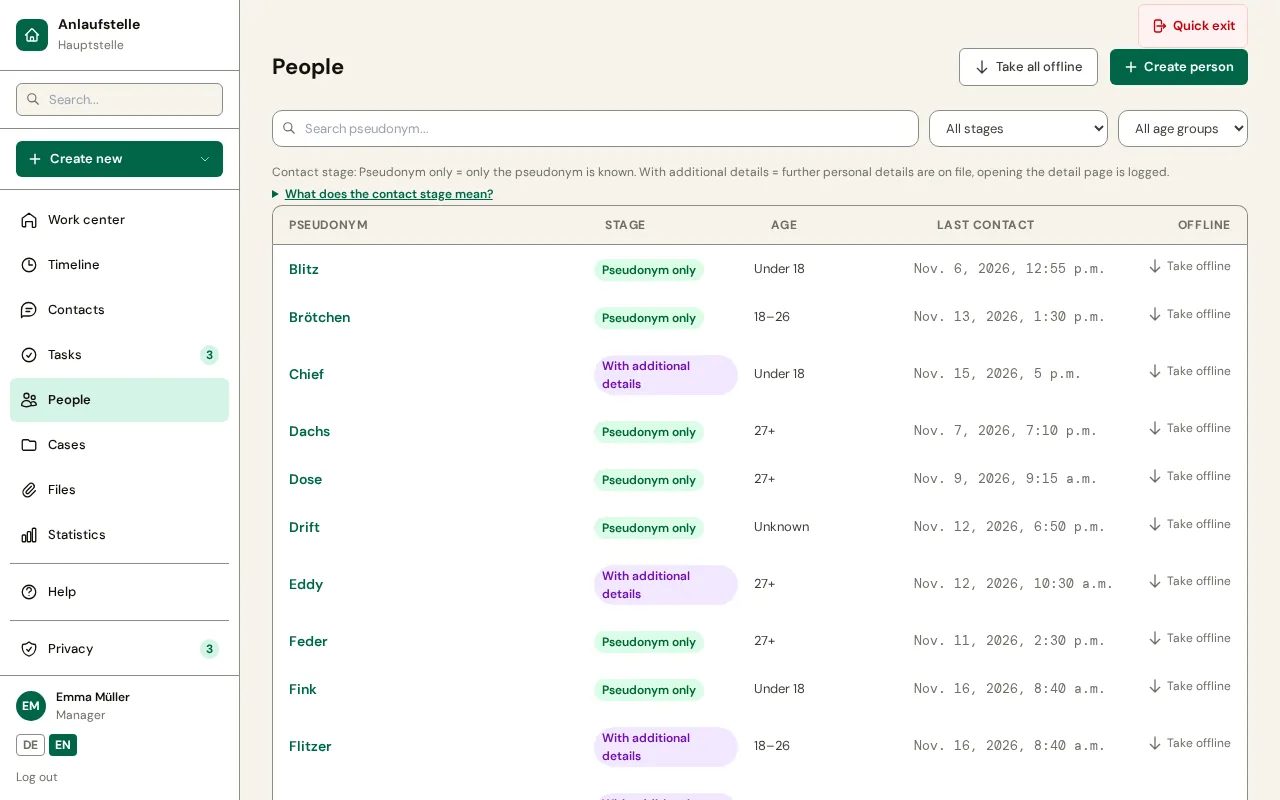 Anlaufstelle
Hauptstelle
Search...
Create new
Work center
Timeline
Contacts
Tasks 3
People
Cases
Files
Statistics
Help
Privacy 3
EM Emma Müller
Manager
DE EN
Log out
Quick exit
People
Take all offline
Create person
Search pseudonym...
All stages
All age groups
Contact stage: Pseudonym only = only the pseudonym is known. With additional details = further personal details are on file, opening the detail page is logged.
What does the contact stage mean?
PSEUDONYM STAGE AGE LAST CONTACT OFFLINE
Blitz Pseudonym only Under 18 Nov. 6, 2026, 12:55 p.m. Take offline
Brötchen Pseudonym only 18–26 Nov. 13, 2026, 1:30 p.m. Take offline
Chief With additional details Under 18 Nov. 15, 2026, 5 p.m. Take offline
Dachs Pseudonym only 27+ Nov. 7, 2026, 7:10 p.m. Take offline
Dose Pseudonym only 27+ Nov. 9, 2026, 9:15 a.m. Take offline
Drift Pseudonym only Unknown Nov. 12, 2026, 6:50 p.m. Take offline
Eddy With additional details 27+ Nov. 12, 2026, 10:30 a.m. Take offline
Feder Pseudonym only 27+ Nov. 11, 2026, 2:30 p.m. Take offline
Fink Pseudonym only Under 18 Nov. 16, 2026, 8:40 a.m. Take offline
Flitzer With additional details 18–26 Nov. 16, 2026, 8:40 a.m. Take offline